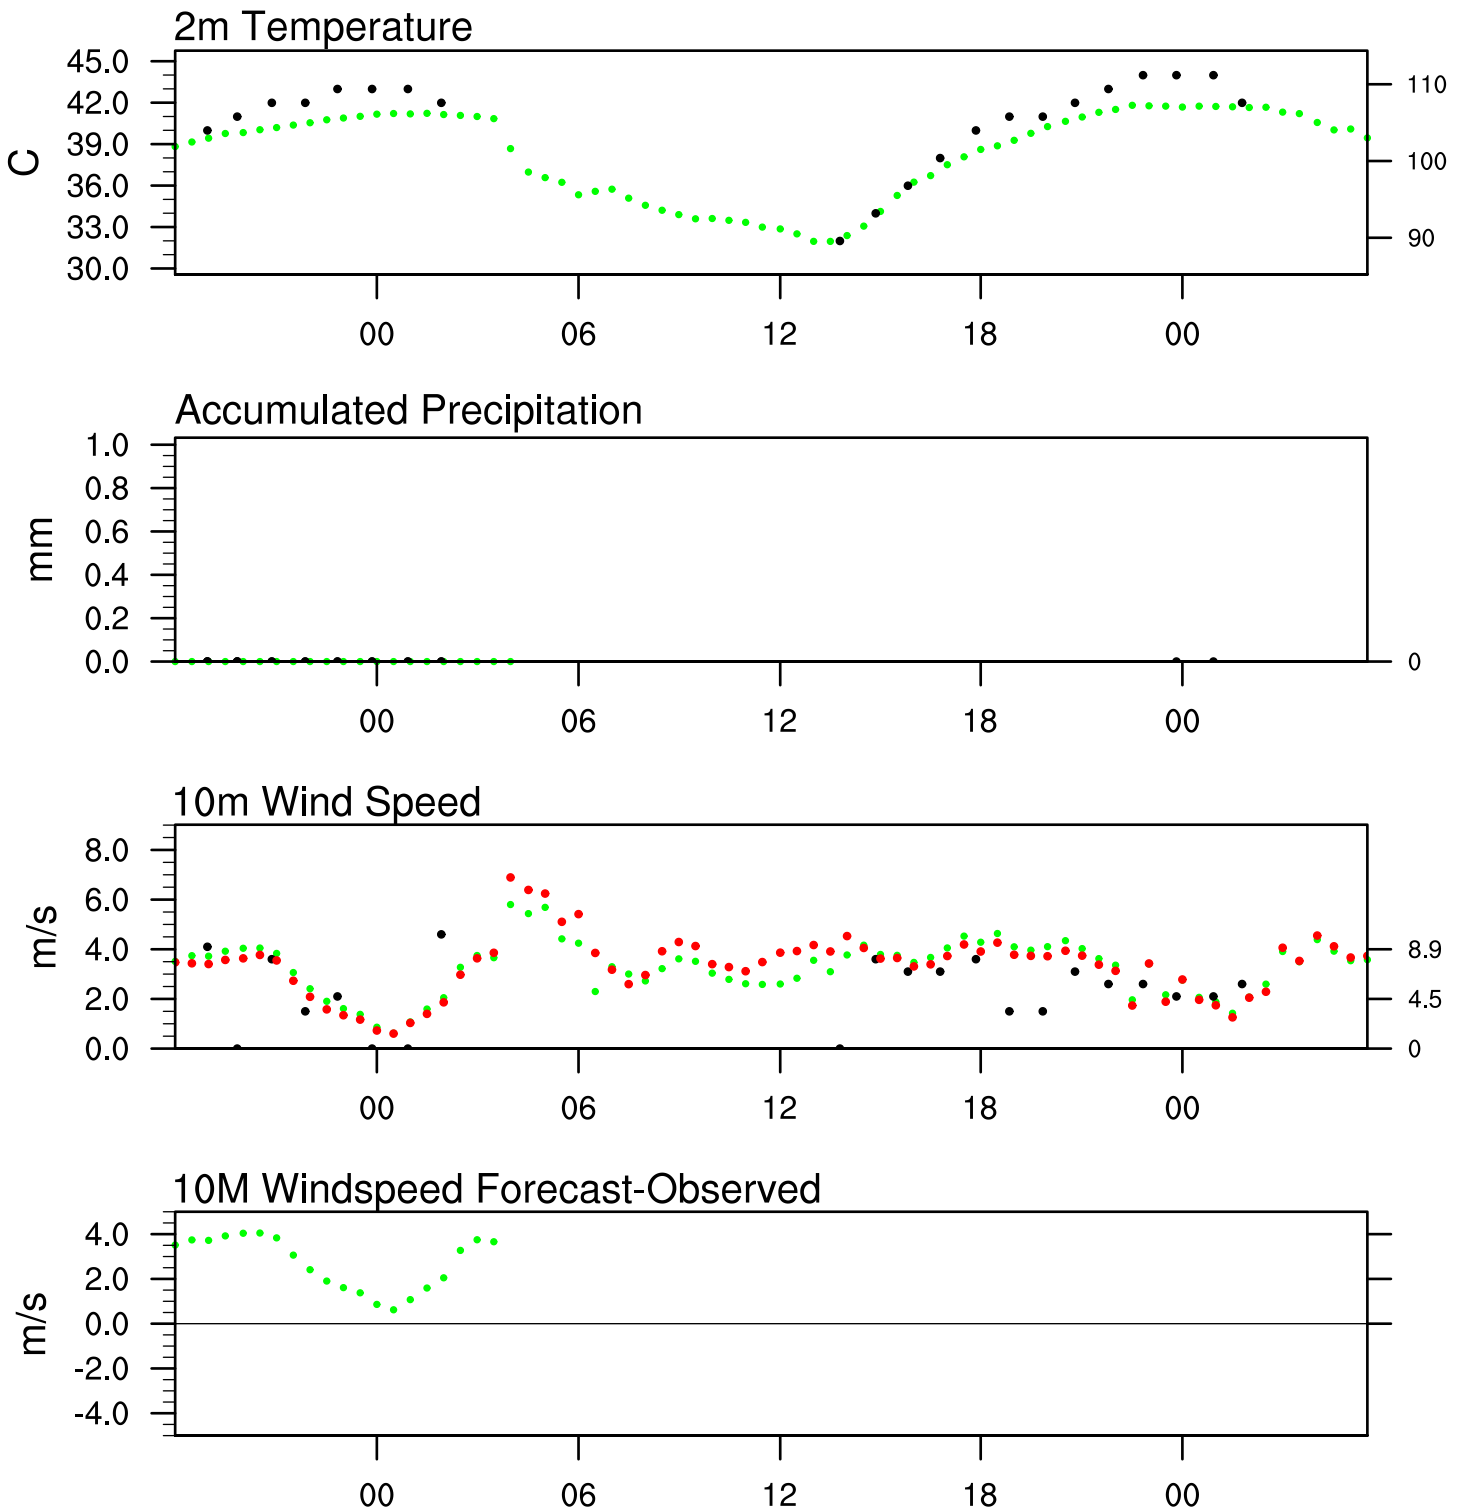 2m Temperature
45.0
42.0
39.0
36.0
33.0
30.0
C
110
100
90
00 06 12 18 00
Accumulated Precipitation
1.0
0.8
0.6
0.4
0.2
0.0
mm
0
00 06 12 18 00
10m Wind Speed
8.0
6.0
4.0
2.0
0.0
m/s
8.9
4.5
0
00 06 12 18 00
10M Windspeed Forecast-Observed
4.0
2.0
0.0
-2.0
-4.0
m/s
00 06 12 18 00